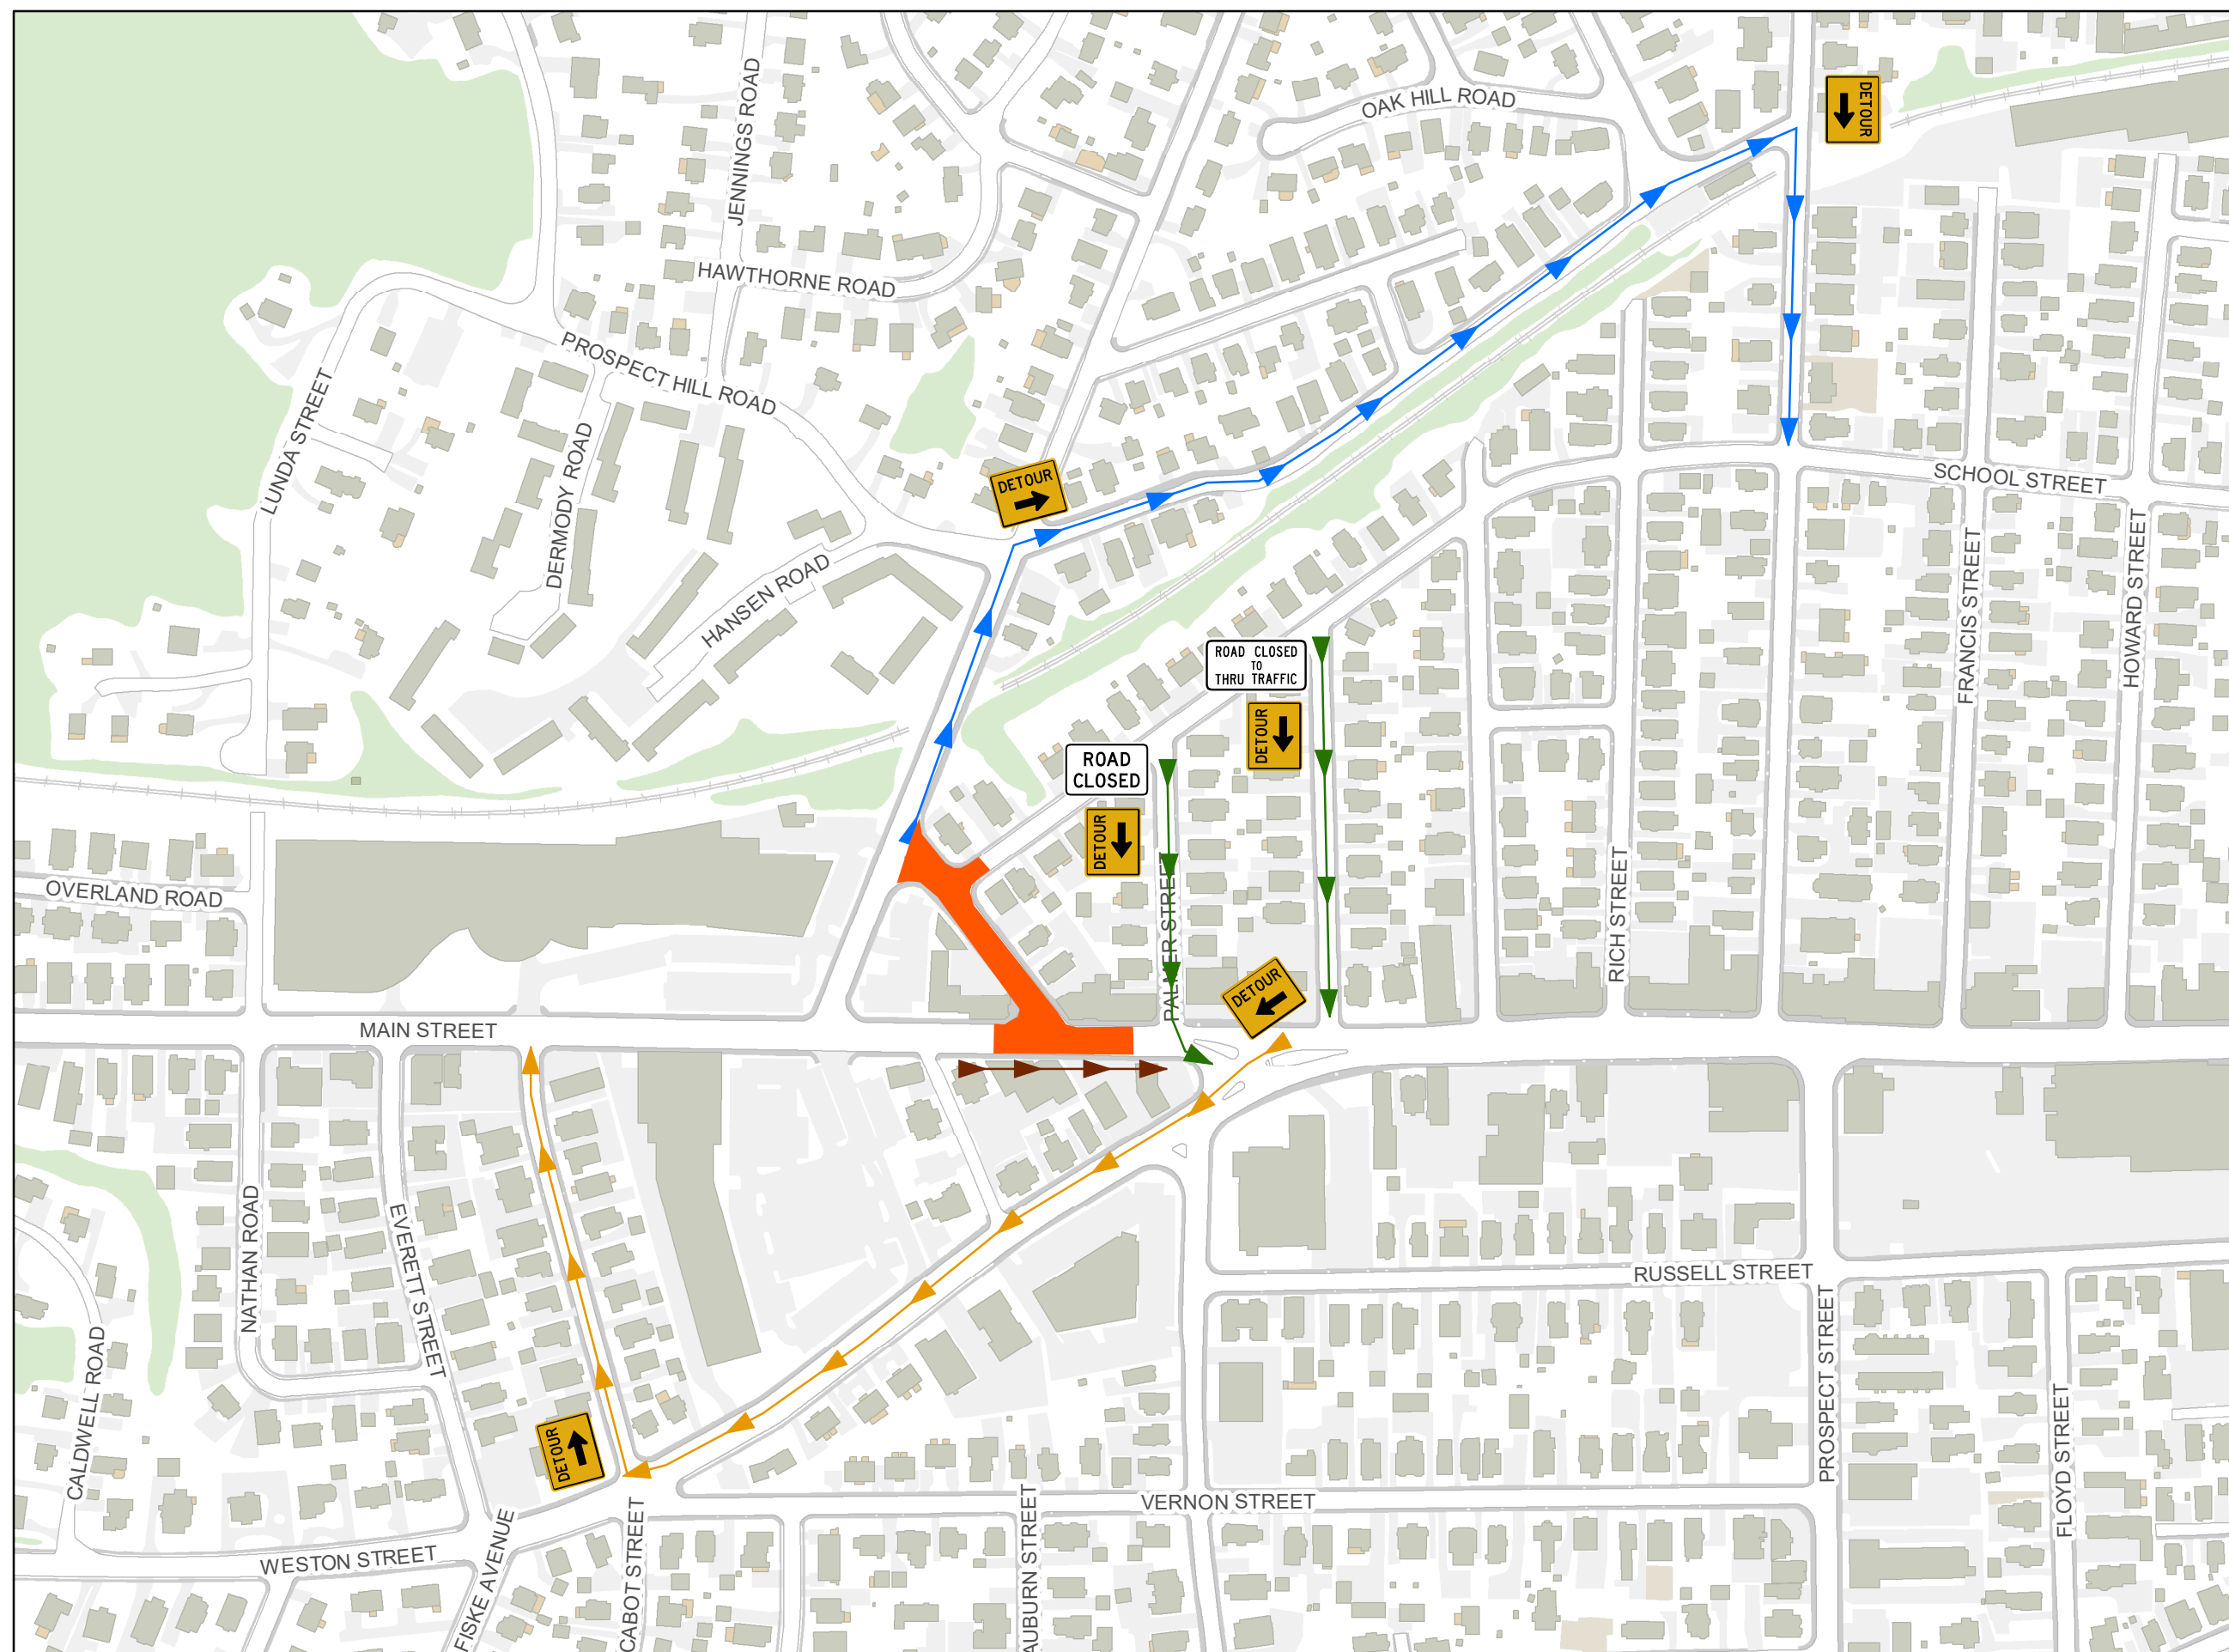 DETOUR
OAK HILL ROAD
JENNINGS ROAD
HAWTHORNE ROAD
PROSPECT HILL ROAD
LUNDA STREET
DERMODY ROAD
DETOUR
SCHOOL STREET
HANSEN ROAD
FRANCIS STREET
HOWARD STREET
ROAD CLOSED
TO
THRU TRAFFIC
DETOUR
ROAD
CLOSED
DETOUR
OVERLAND ROAD
PALMER STREET
RICH STREET
DETOUR
MAIN STREET
NATHAN ROAD
EVERETT STREET
RUSSELL STREET
PROSPECT STREET
CALDWELL ROAD
DETOUR
FLOYD STREET
VERNON STREET
WESTON STREET
FISKE AVENUE
CABOT STREET
AUBURN STREET